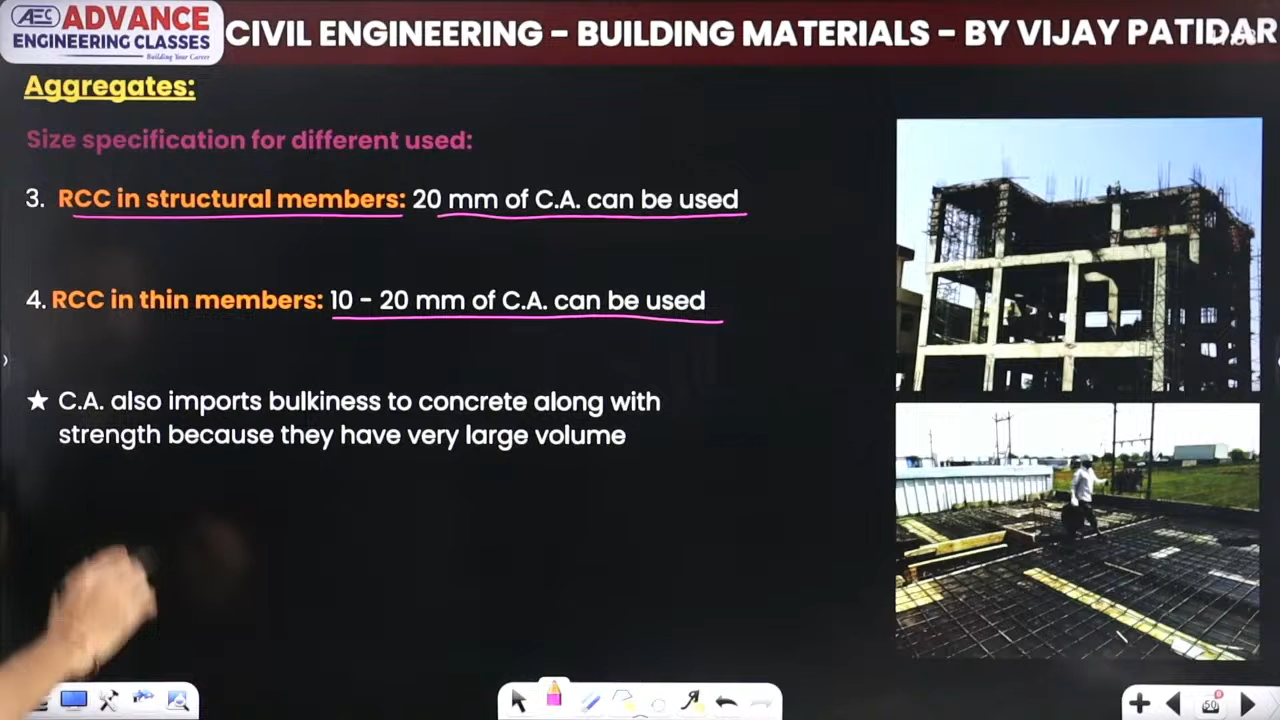 AEC ADVANCE
ENGINEERING CLASSES
Building Your Career
CIVIL ENGINEERING - BUILDING MATERIALS - BY VIJAY PATIDAR
Aggregates:
Size specification for different used:
3. RCC in structural members: 20 mm of C.A. can be used
4. RCC in thin members: 10 - 20 mm of C.A. can be used
★ C.A. also imports bulkiness to concrete along with
strength because they have very large volume
50